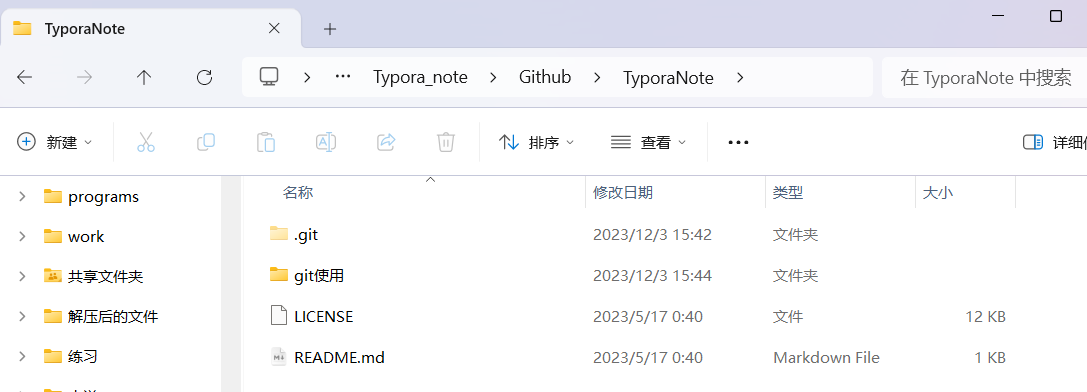 TyporaNote
Typora_note Github TyporaNote
在 TyporaNote 中搜索
新建 排序 查看
programs
work
共享文件夹
解压后的文件
练习
名称 修改日期 类型 大小
.git 2023/12/3 15:42 文件夹
git使用 2023/12/3 15:44 文件夹
LICENSE 2023/5/17 0:40 文件 12 KB
README.md 2023/5/17 0:40 Markdown File 1 KB